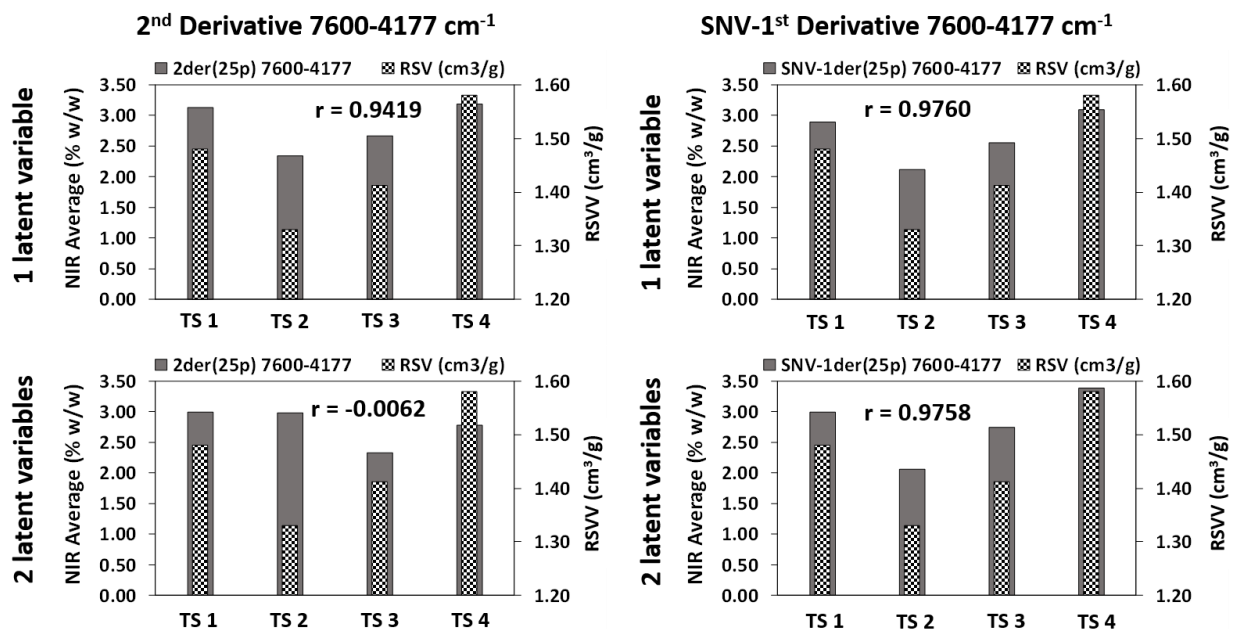 2nd Derivative 7600-4177 cm-1
SNV-1st Derivative 7600-4177 cm-1
1 latent variable
2der(25p) 7600-4177 RSV (cm3/g)
r = 0.9419
NIR Average (% w/w)
3.50
3.00
2.50
2.00
1.50
1.00
0.50
0.00
1.60
1.50
1.40
1.30
1.20
RSVV (cm³/g)
TS 1 TS 2 TS 3 TS 4
1 latent variable
SNV-1der(25p) 7600-4177 RSV (cm3/g)
r = 0.9760
NIR Average (% w/w)
3.50
3.00
2.50
2.00
1.50
1.00
0.50
0.00
1.60
1.50
1.40
1.30
1.20
RSVV (cm³/g)
TS 1 TS 2 TS 3 TS 4
2 latent variables
2der(25p) 7600-4177 RSV (cm3/g)
r = -0.0062
NIR Average (% w/w)
3.50
3.00
2.50
2.00
1.50
1.00
0.50
0.00
1.60
1.50
1.40
1.30
1.20
RSVV (cm³/g)
TS 1 TS 2 TS 3 TS 4
2 latent variables
SNV-1der(25p) 7600-4177 RSV (cm3/g)
r = 0.9758
NIR Average (% w/w)
3.50
3.00
2.50
2.00
1.50
1.00
0.50
0.00
1.60
1.50
1.40
1.30
1.20
RSVV (cm³/g)
TS 1 TS 2 TS 3 TS 4